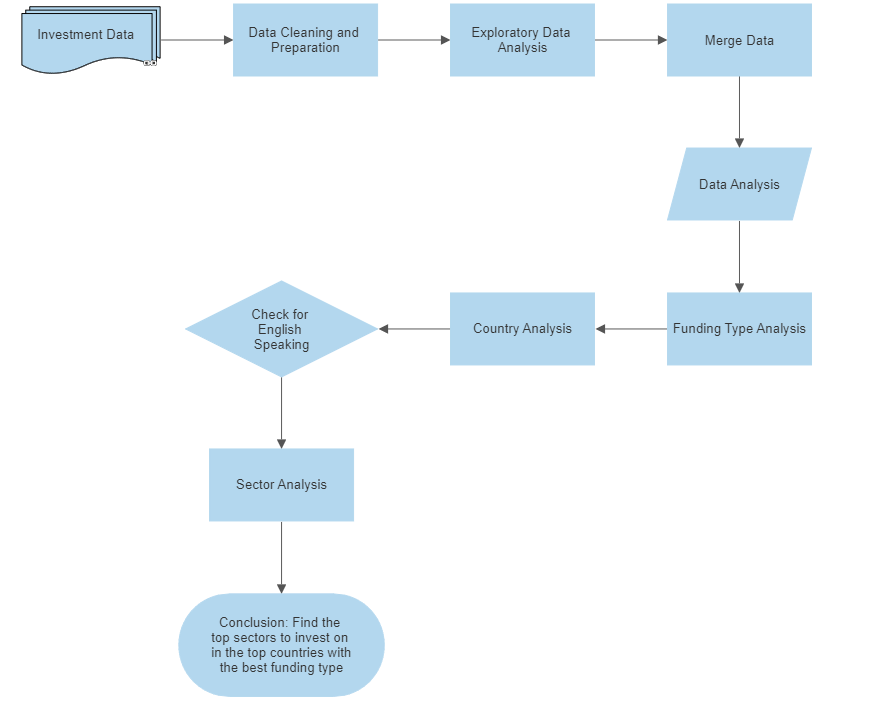 Investment Data
Data Cleaning and
Preparation
Exploratory Data
Analysis
Merge Data
Data Analysis
Funding Type Analysis
Country Analysis
Check for
English
Speaking
Sector Analysis
Conclusion: Find the
top sectors to invest on
in the top countries with
the best funding type